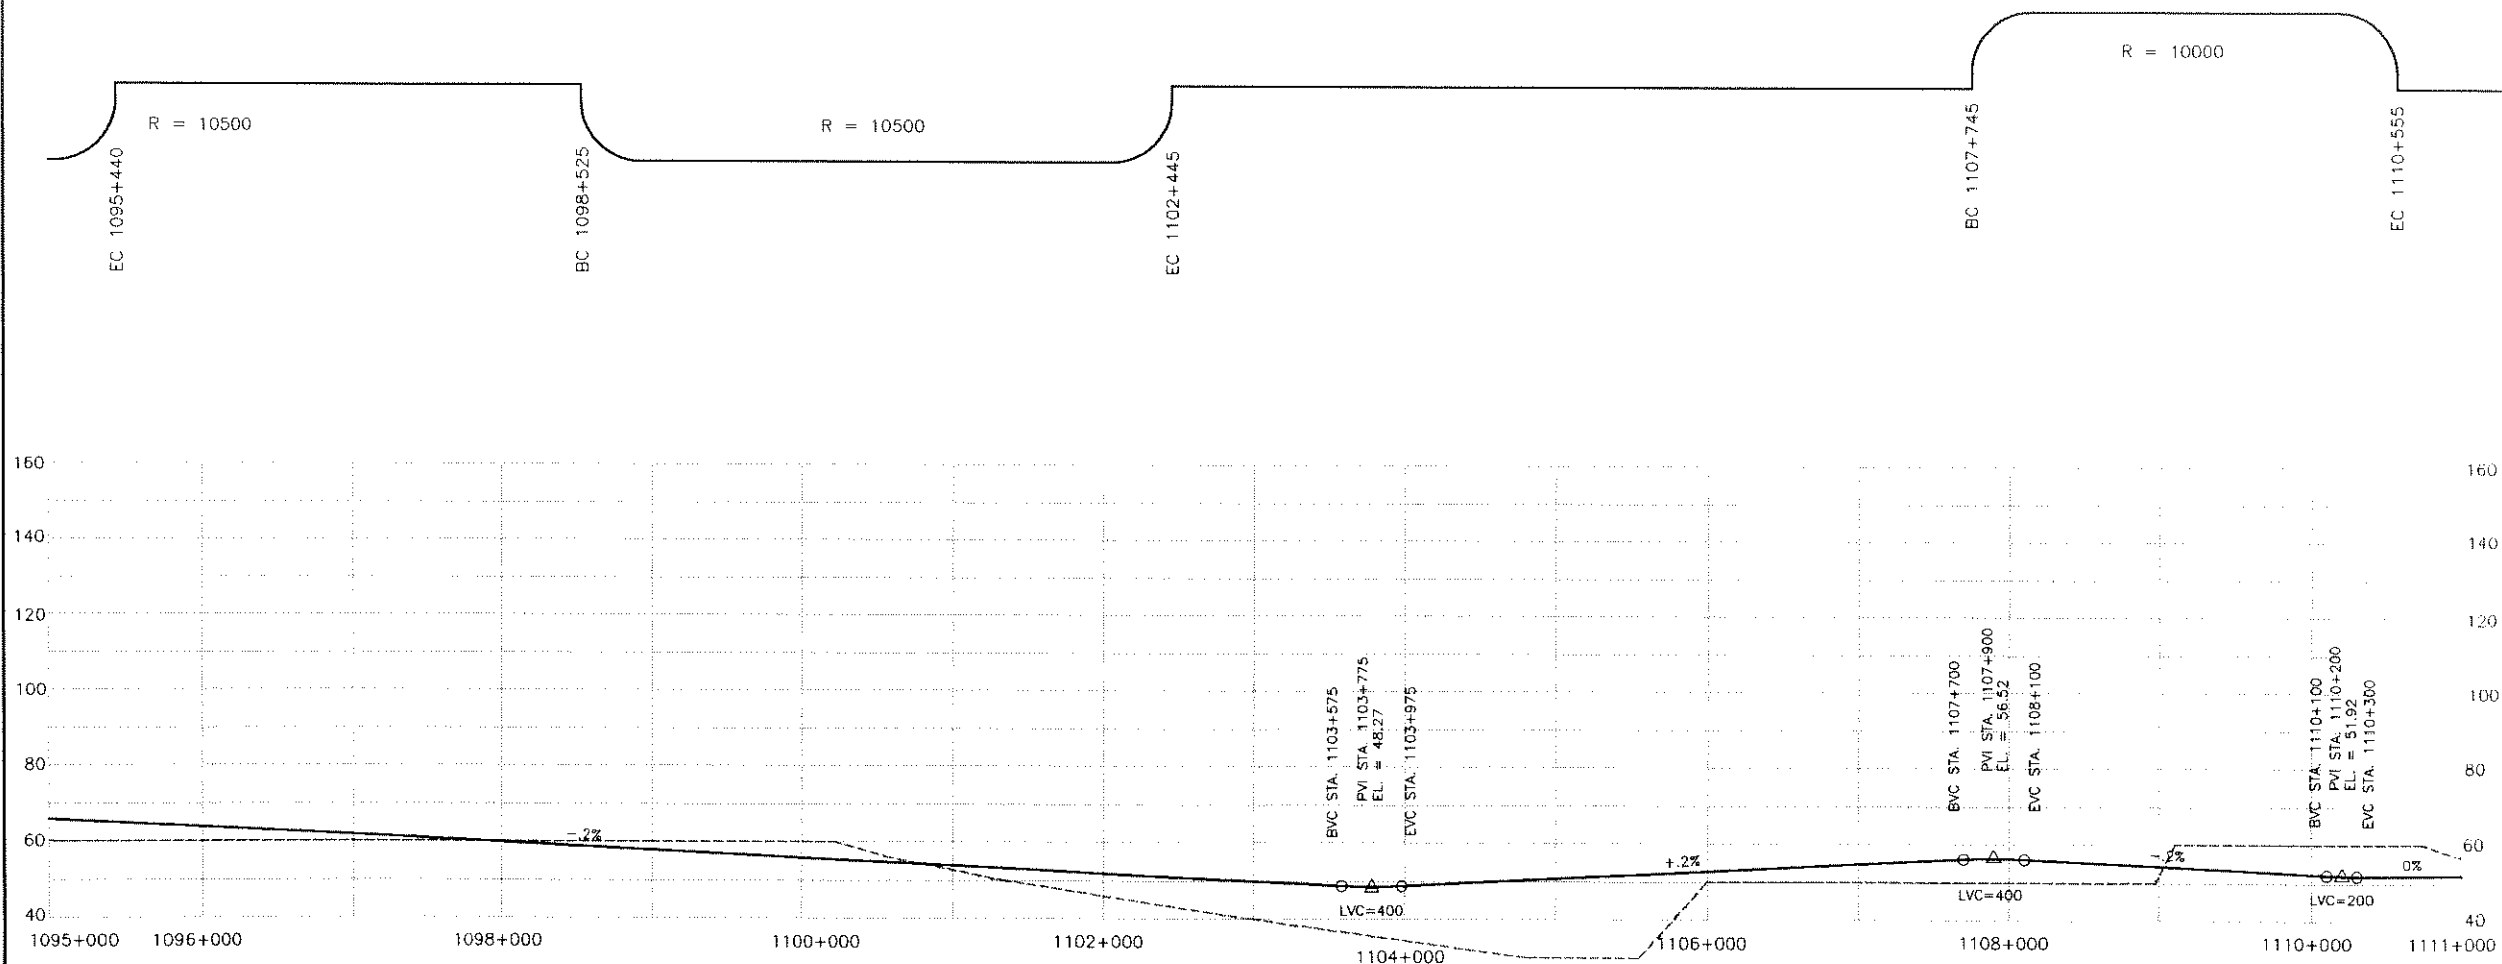 R = 10500
R = 10500
R = 10000
EC 1095+440
BC 1098+525
EC 1102+445
BC 1107+745
EC 1110+555
160
140
120
100
80
60
40
160
140
120
100
80
60
40
-.2%
+.2%
-.2%
0%
BVC STA. 1103+575
PVI STA. 1103+775
EL. = 48.27
EVC STA. 1103+975
LVC=400
BVC STA. 1107+700
PVI STA. 1107+900
EL. = 56.52
EVC STA. 1108+100
LVC=400
BVC STA. 1110+100
PVI STA. 1110+200
EL. = 51.92
EVC STA. 1110+300
LVC=200
1095+000
1096+000
1098+000
1100+000
1102+000
1104+000
1106+000
1108+000
1110+000
1111+000